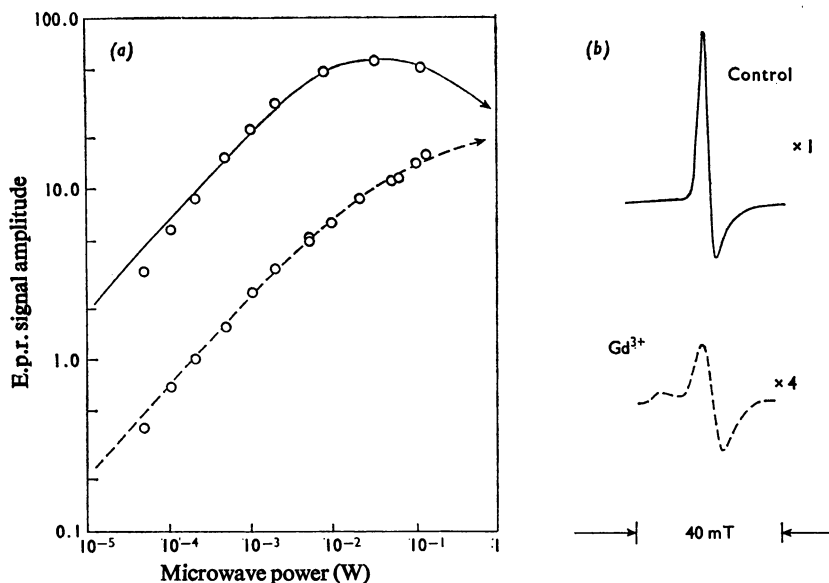 (a)
100.0
10.0
1.0
0.1
E.p.r. signal amplitude
10⁻⁵ 10⁻⁴ 10⁻³ 10⁻² 10⁻¹ 1
Microwave power (W)
(b)
Control
× 1
Gd³⁺
× 4
40 mT